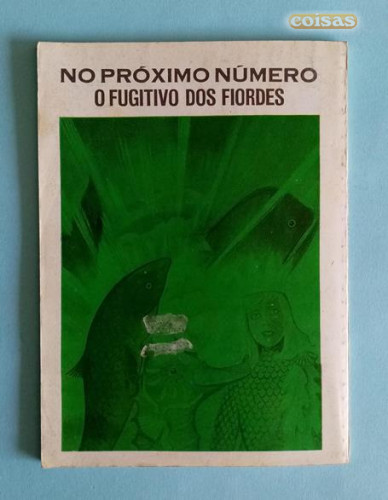 coisas
NO PRÓXIMO NÚMERO
O FUGITIVO DOS FIORDES